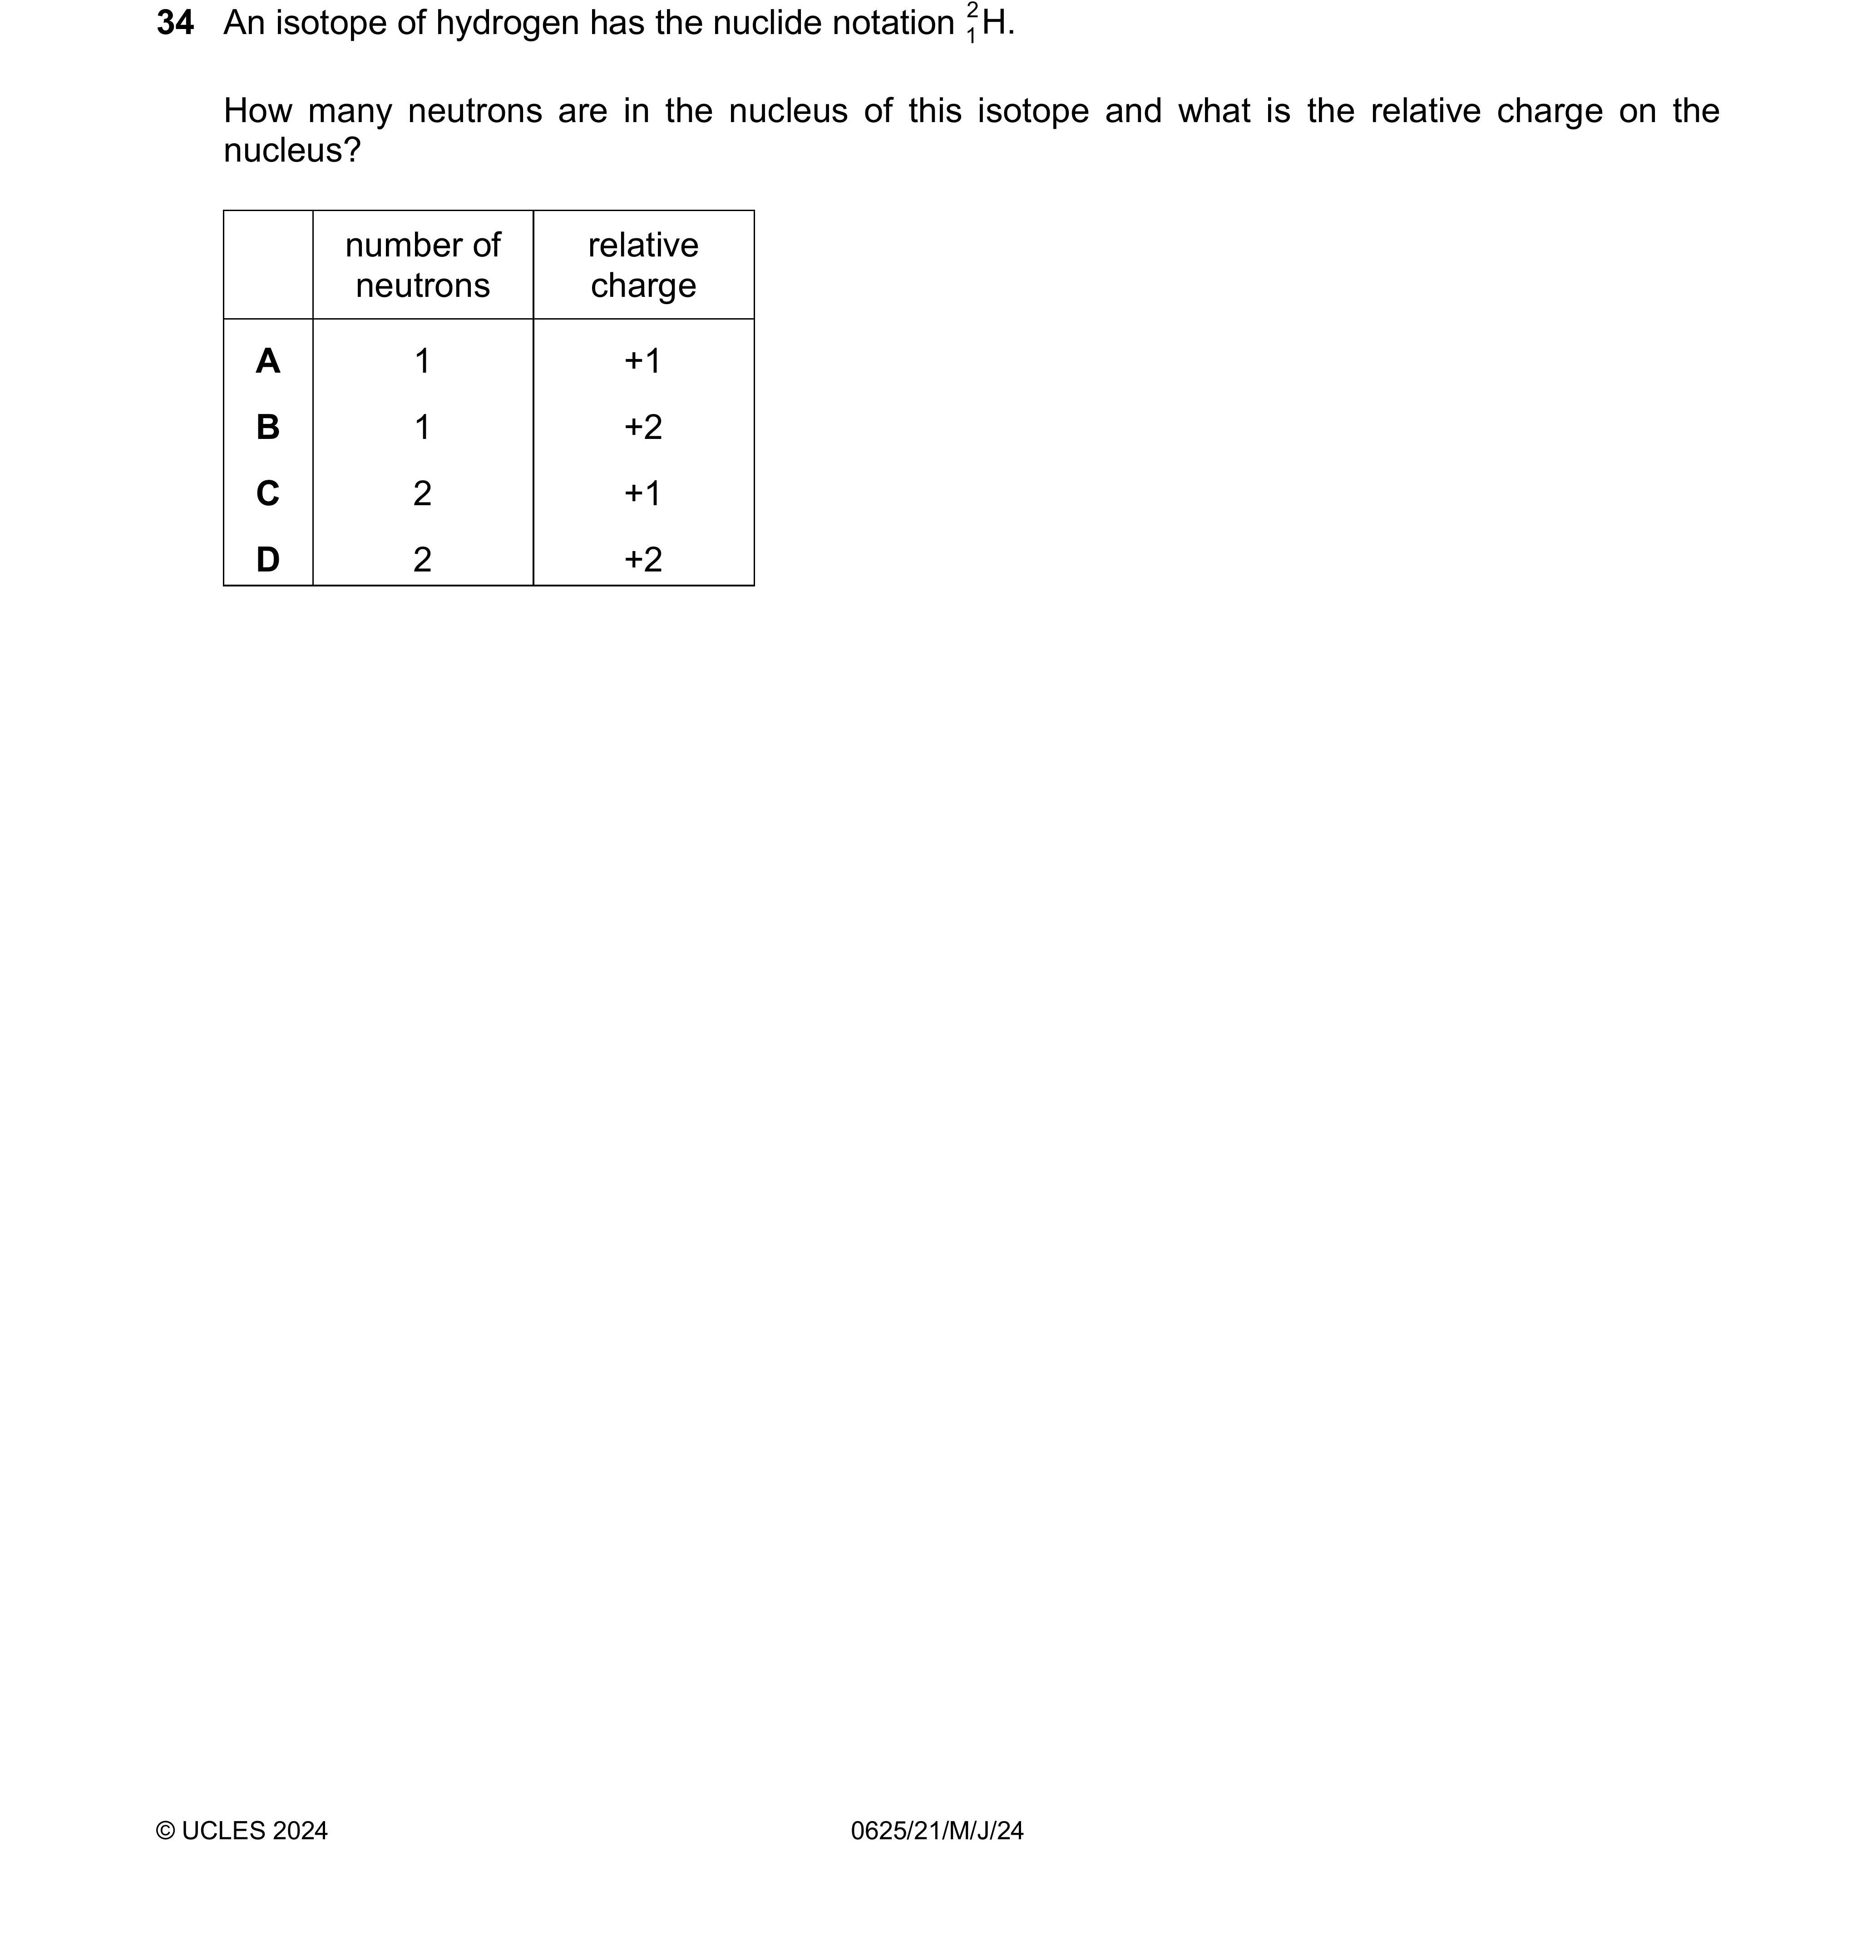 34 An isotope of hydrogen has the nuclide notation ²₁H.
How many neutrons are in the nucleus of this isotope and what is the relative charge on the
nucleus?
number of neutrons relative charge
A 1 +1
B 1 +2
C 2 +1
D 2 +2
© UCLES 2024 0625/21/M/J/24